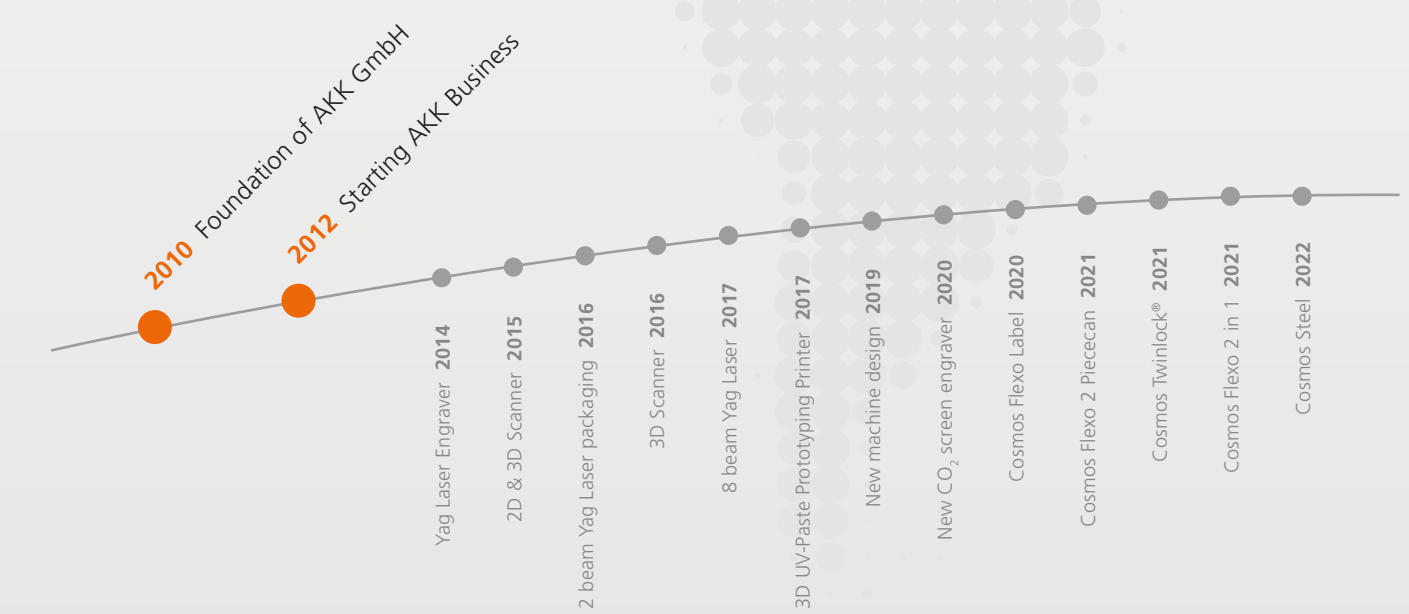 2010 Foundation of AKK GmbH
2012 Starting AKK Business
Yag Laser Engraver 2014
2D & 3D Scanner 2015
2 beam Yag Laser packaging 2016
3D Scanner 2016
8 beam Yag Laser 2017
3D UV-Paste Prototyping Printer 2017
New machine design 2019
New CO₂ screen engraver 2020
Cosmos Flexo Label 2020
Cosmos Flexo 2 Piececan 2021
Cosmos Twinlock® 2021
Cosmos Flexo 2 in 1 2021
Cosmos Steel 2022